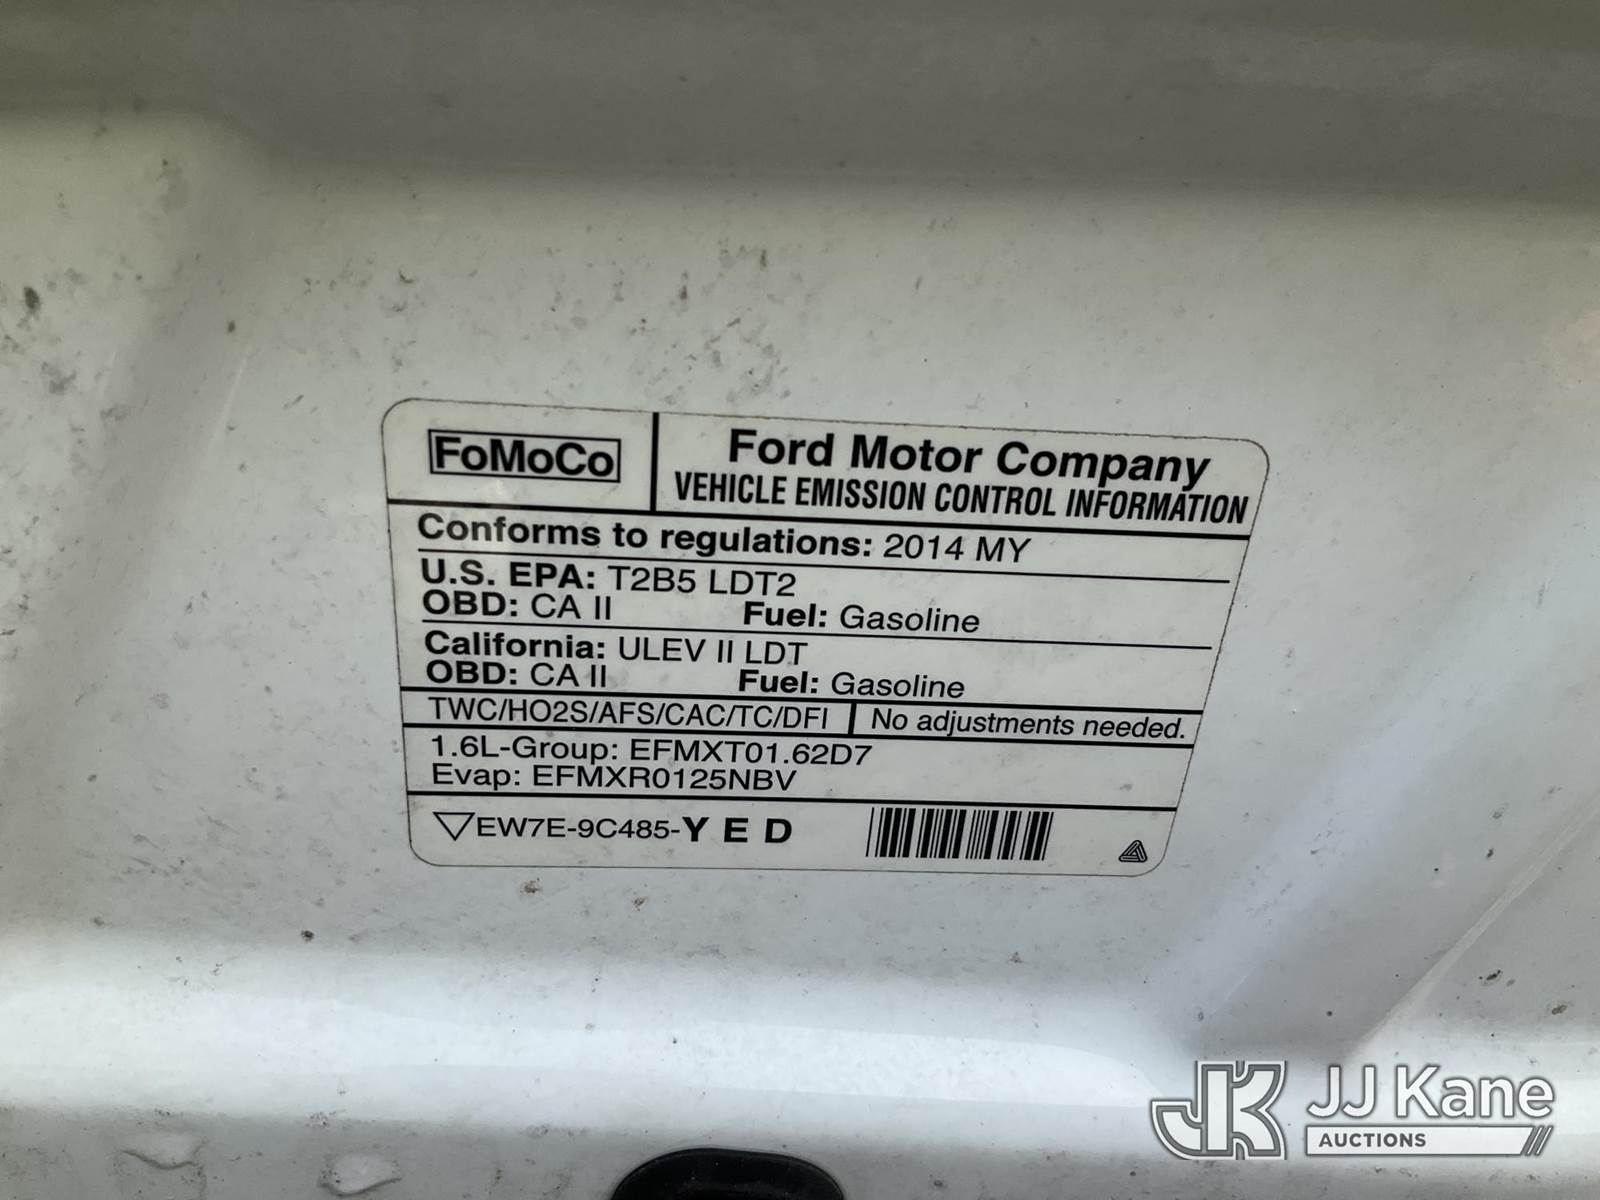 FoMoCo
Ford Motor Company
VEHICLE EMISSION CONTROL INFORMATION
Conforms to regulations: 2014 MY
U.S. EPA: T2B5 LDT2
OBD: CA II Fuel: Gasoline
California: ULEV II LDT
OBD: CA II Fuel: Gasoline
TWC/HO2S/AFS/CAC/TC/DFI No adjustments needed.
1.6L-Group: EFMXT01.62D7
Evap: EFMXR0125NBV
EW7E-9C485-Y E D
JK JJ Kane
AUCTIONS